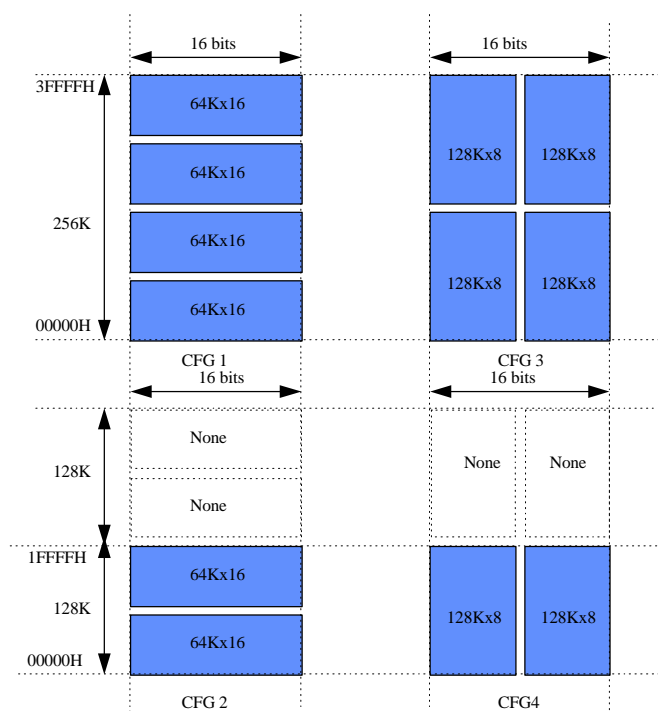 16 bits
16 bits
3FFFFH
64Kx16
128Kx8
128Kx8
64Kx16
256K
64Kx16
128Kx8
128Kx8
64Kx16
00000H
CFG 1
CFG 3
16 bits
16 bits
None
None
None
128K
None
1FFFFH
64Kx16
128K
128Kx8
128Kx8
64Kx16
00000H
CFG 2
CFG4